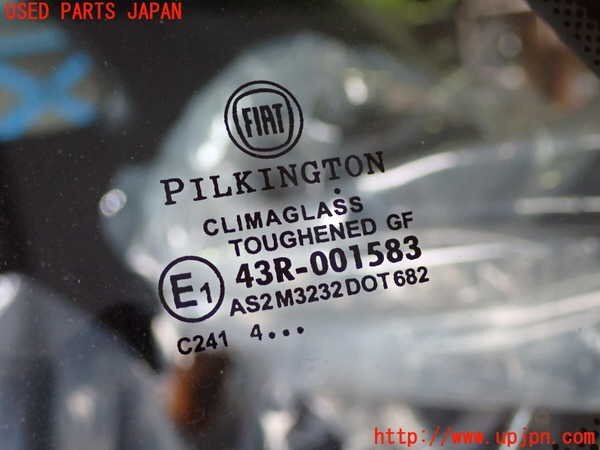 USED PARTS JAPAN
FIAT
PILKINGTON
CLIMAGLASS
TOUGHENED GF
E1 43R-001583
AS2 M3232 DOT 682
C241 4...
http://www.upjpn.com/